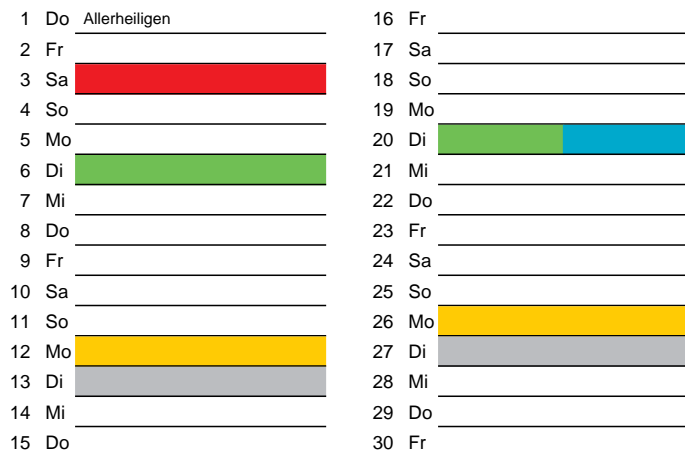 1 Do Allerheiligen
2 Fr
3 Sa
4 So
5 Mo
6 Di
7 Mi
8 Do
9 Fr
10 Sa
11 So
12 Mo
13 Di
14 Mi
15 Do
16 Fr
17 Sa
18 So
19 Mo
20 Di
21 Mi
22 Do
23 Fr
24 Sa
25 So
26 Mo
27 Di
28 Mi
29 Do
30 Fr